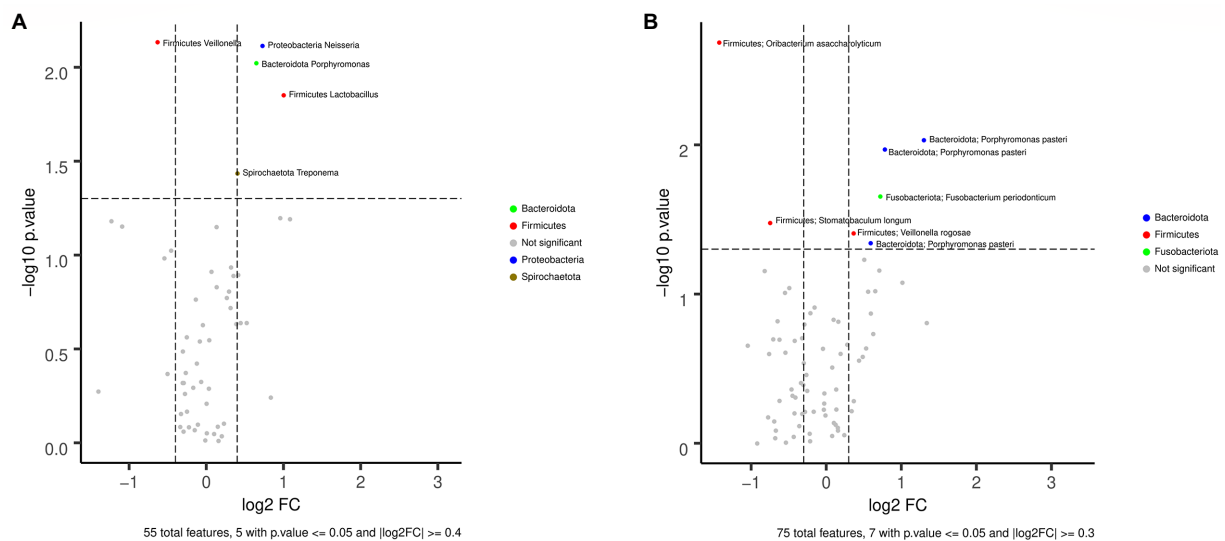 A
Firmicutes Veillonella
Proteobacteria Neisseria
Bacteroidota Porphyromonas
Firmicutes Lactobacillus
Spirochaetota Treponema
2.0
1.5
1.0
0.5
0.0
−log10 p.value
−1
0
1
2
3
log2 FC
Bacteroidota
Firmicutes
Not significant
Proteobacteria
Spirochaetota
55 total features, 5 with p.value <= 0.05 and |log2FC| >= 0.4
B
Firmicutes; Oribacterium asaccharolyticum
Bacteroidota; Porphyromonas pasteri
Bacteroidota; Porphyromonas pasteri
Fusobacteriota; Fusobacterium periodonticum
Firmicutes; Stomatobaculum longum
Firmicutes; Veillonella rogosae
Bacteroidota; Porphyromonas pasteri
2
1
0
−log10 p.value
−1
0
1
2
3
log2 FC
Bacteroidota
Firmicutes
Fusobacteriota
Not significant
75 total features, 7 with p.value <= 0.05 and |log2FC| >= 0.3